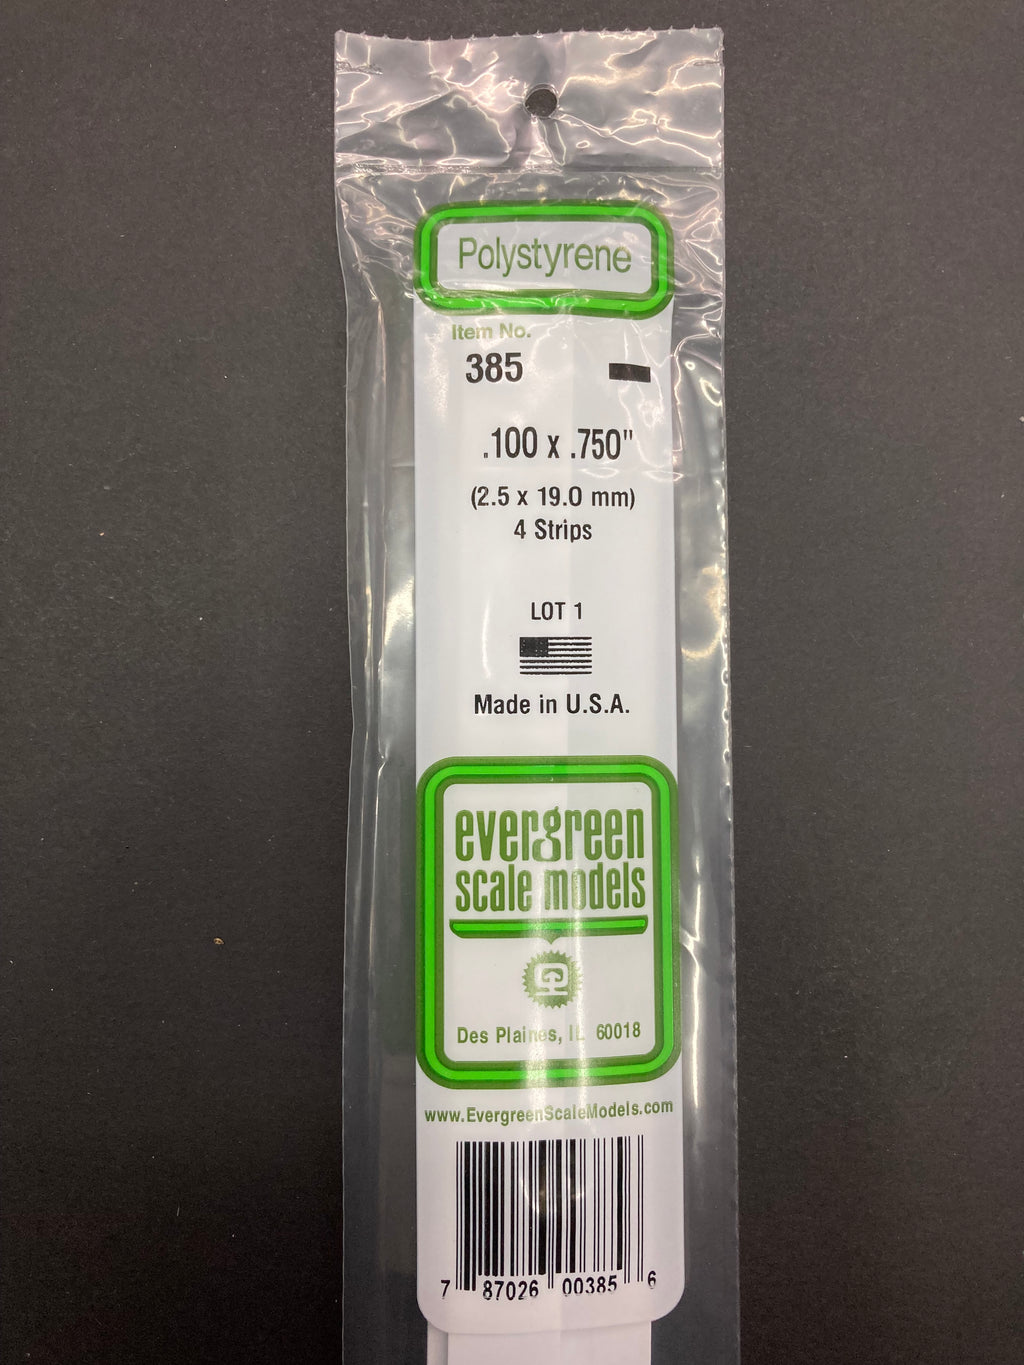 Polystyrene
Item No.
385
.100 x .750"
(2.5 x 19.0 mm)
4 Strips
LOT 1
Made in U.S.A.
evergreen
scale models
Des Plaines, IL 60018
www.EvergreenScaleModels.com
7 87026 00385 6